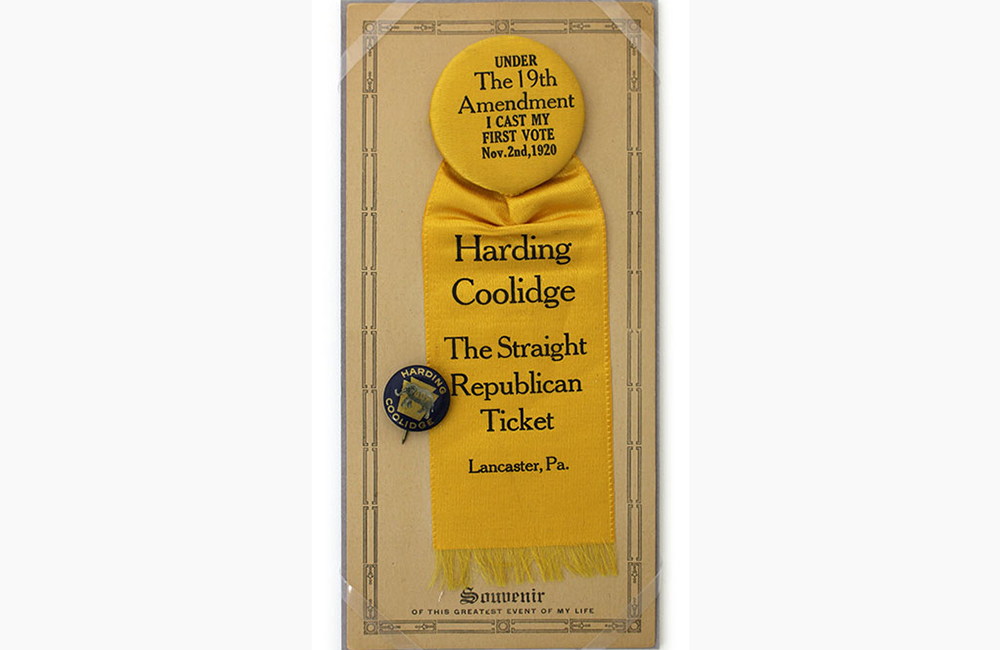 UNDER
The 19th
Amendment
I CAST MY
FIRST VOTE
Nov. 2nd, 1920
Harding
Coolidge
The Straight
Republican
Ticket
Lancaster, Pa.
HARDING
COOLIDGE
Souvenir
OF THIS GREATEST EVENT OF MY LIFE